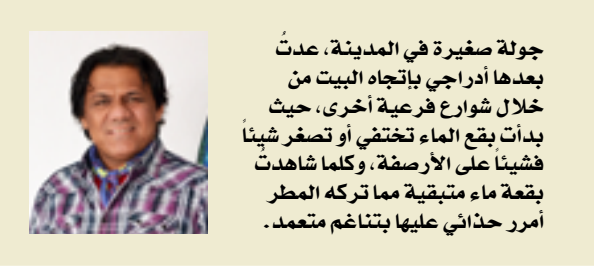 جولة صغيرة في المدينة، عدتُ
بعدها أدراجي بإتجاه البيت من
خلال شوارع فرعية أخرى، حيث
بدأت بقع الماء تختفي أو تصغر شيئاً
فشيئاً على الأرصفة، وكلما شاهدتُ
بقعة ماء متبقية مما تركه المطر
أمرر حذائي عليها بتناغم متعمد.